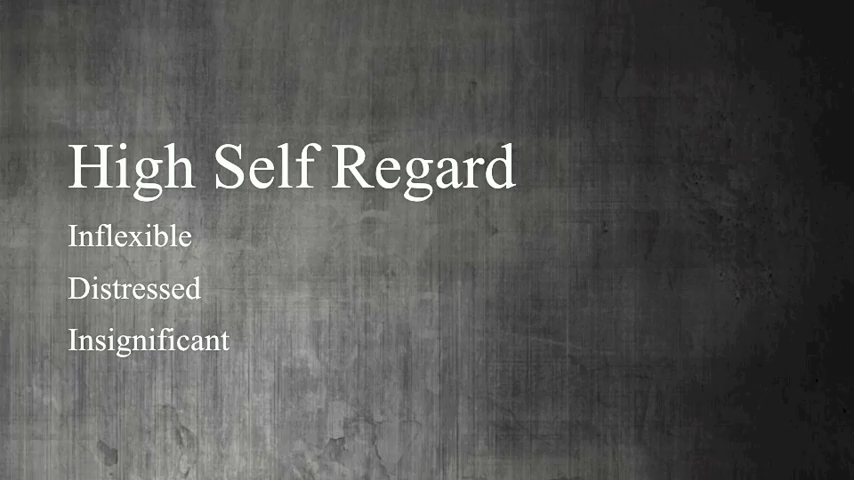 High Self Regard
Inflexible
Distressed
Insignificant